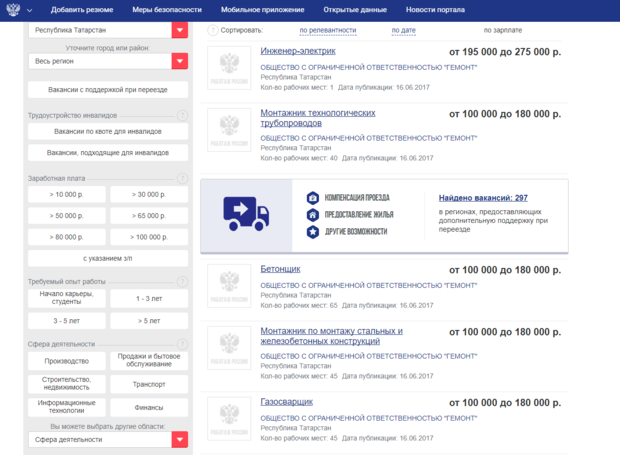 Добавить резюме
Меры безопасности
Мобильное приложение
Открытые данные
Новости портала
Республика Татарстан
Уточните город или район:
Весь регион
Вакансии с поддержкой при переезде
Трудоустройство инвалидов
?
Вакансии по квоте для инвалидов
Вакансии, подходящие для инвалидов
Заработная плата
?
> 10 000 р.
> 30 000 р.
> 50 000 р.
> 65 000 р.
> 80 000 р.
> 100 000 р.
с указанием з/п
Требуемый опыт работы
?
Начало карьеры,
студенты
1 - 3 лет
3 - 5 лет
> 5 лет
Сфера деятельности
?
Производство
Продажи и бытовое
обслуживание
Строительство,
недвижимость
Транспорт
Информационные
технологии
Финансы
Вы можете выбрать другие области:
Сфера деятельности
? Сортировать:
по релевантности
по дате
по зарплате
РАБОТА В РОССИИ
Инженер-электрик
от 195 000 до 275 000 р.
ОБЩЕСТВО С ОГРАНИЧЕННОЙ ОТВЕТСТВЕННОСТЬЮ "ГЕМОНТ"
Республика Татарстан
Кол-во рабочих мест: 1 Дата публикации: 16.06.2017
РАБОТА В РОССИИ
Монтажник технологических
трубопроводов
от 100 000 до 180 000 р.
ОБЩЕСТВО С ОГРАНИЧЕННОЙ ОТВЕТСТВЕННОСТЬЮ "ГЕМОНТ"
Республика Татарстан
Кол-во рабочих мест: 40 Дата публикации: 16.06.2017
КОМПЕНСАЦИЯ ПРОЕЗДА
ПРЕДОСТАВЛЕНИЕ ЖИЛЬЯ
ДРУГИЕ ВОЗМОЖНОСТИ
Найдено вакансий: 297
в регионах, предоставляющих
дополнительную поддержку при
переезде
РАБОТА В РОССИИ
Бетонщик
от 100 000 до 180 000 р.
ОБЩЕСТВО С ОГРАНИЧЕННОЙ ОТВЕТСТВЕННОСТЬЮ "ГЕМОНТ"
Республика Татарстан
Кол-во рабочих мест: 65 Дата публикации: 16.06.2017
РАБОТА В РОССИИ
Монтажник по монтажу стальных и
железобетонных конструкций
от 100 000 до 180 000 р.
ОБЩЕСТВО С ОГРАНИЧЕННОЙ ОТВЕТСТВЕННОСТЬЮ "ГЕМОНТ"
Республика Татарстан
Кол-во рабочих мест: 45 Дата публикации: 16.06.2017
РАБОТА В РОССИИ
Газосварщик
от 100 000 до 180 000 р.
ОБЩЕСТВО С ОГРАНИЧЕННОЙ ОТВЕТСТВЕННОСТЬЮ "ГЕМОНТ"
Республика Татарстан
Кол-во рабочих мест: 45 Дата публикации: 16.06.2017